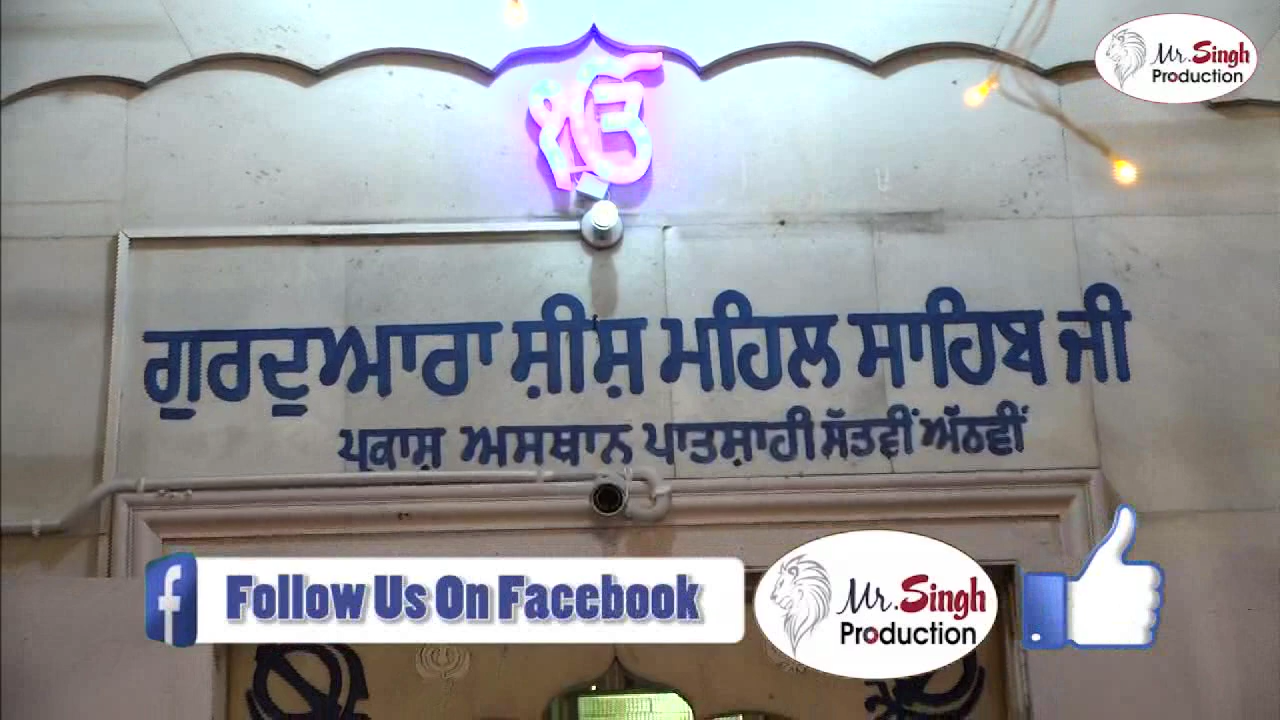 Mr.Singh
Production
ੴ
ਗੁਰਦੁਆਰਾ ਸ਼ੀਸ਼ ਮਹਿਲ ਸਾਹਿਬ ਜੀ
ਪ੍ਰਕਾਸ਼ ਅਸਥਾਨ ਪਾਤਸ਼ਾਹੀ ਸੱਤਵੀਂ ਅੱਠਵੀਂ
f Follow Us On Facebook
Mr.Singh
Production